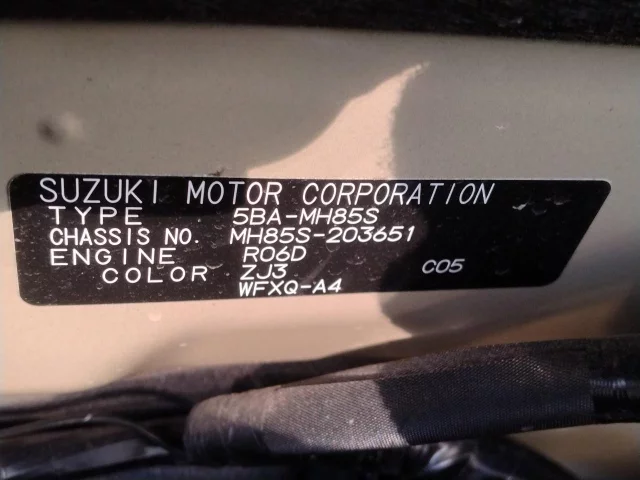 SUZUKI MOTOR CORPORATION
TYPE 5BA-MH85S
CHASSIS NO. MH85S-203651
ENGINE R06D
COLOR ZJ3 C05
WFXQ-A4